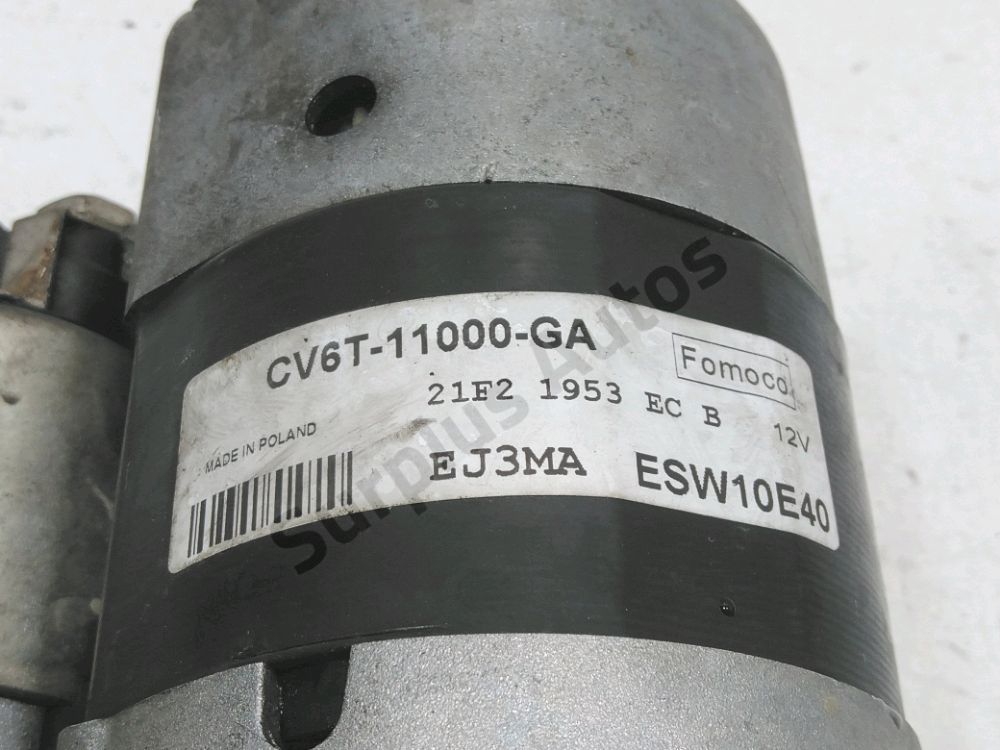 CV6T-11000-GA
Fomoco
21F2 1953 EC B
12V
MADE IN POLAND
EJ3MA
ESW10E40
Surplus Autos